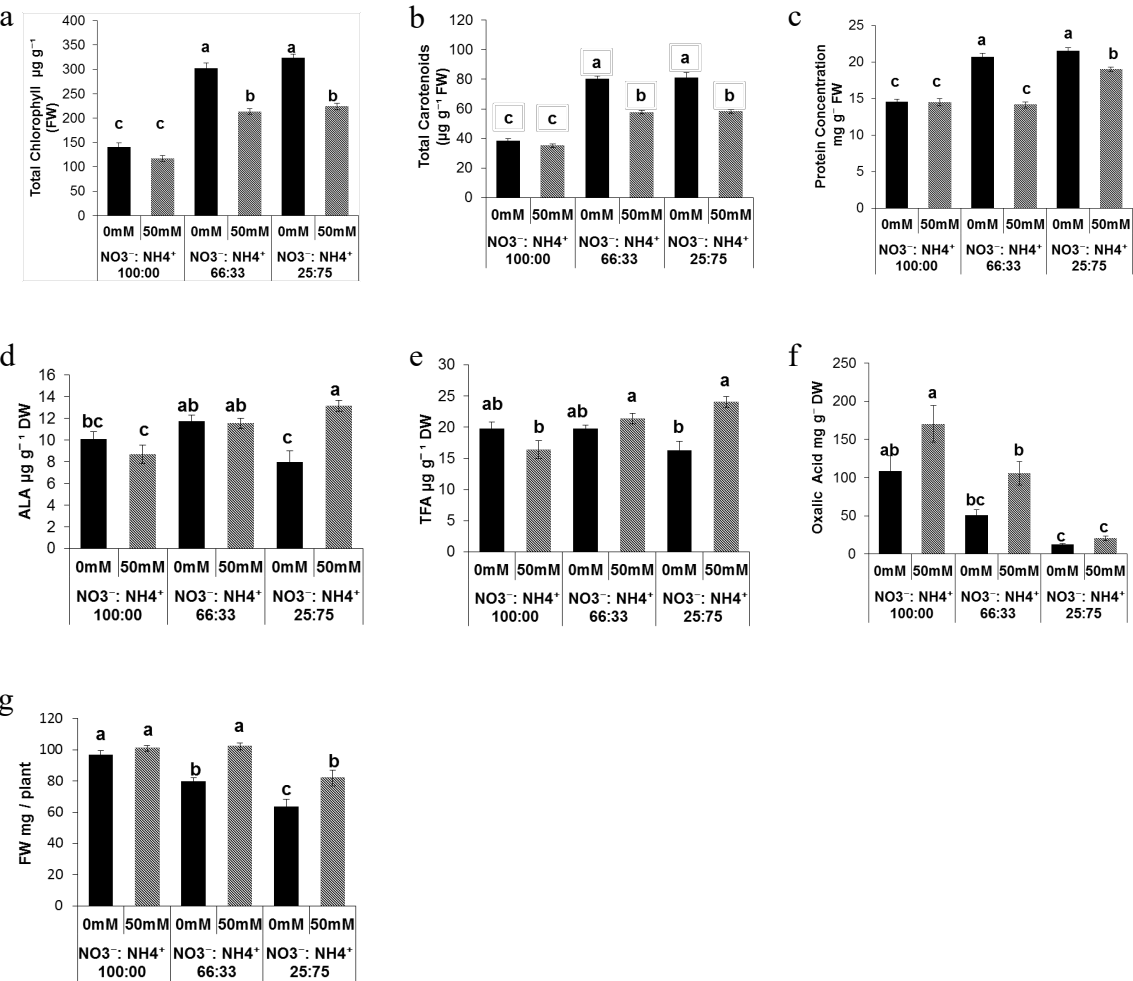 a
Total Chlorophyll µg g⁻¹
(FW)
400
350
300
250
200
150
100
50
0
c
c
a
b
a
b
0mM
50mM
0mM
50mM
0mM
50mM
NO3⁻: NH4⁺
100:00
NO3⁻: NH4⁺
66:33
NO3⁻: NH4⁺
25:75
b
Total Carotenoids
(µg g⁻¹ FW)
120
100
80
60
40
20
0
c
c
a
b
a
b
0mM
50mM
0mM
50mM
0mM
50mM
NO3⁻: NH4⁺
100:00
NO3⁻: NH4⁺
66:33
NO3⁻: NH4⁺
25:75
c
Protein Concentration
mg g⁻ FW
25
20
15
10
5
0
c
c
a
c
a
b
0mM
50mM
0mM
50mM
0mM
50mM
NO3⁻: NH4⁺
100:00
NO3⁻: NH4⁺
66:33
NO3⁻: NH4⁺
25:75
d
ALA µg g⁻¹ DW
16
14
12
10
8
6
4
2
0
bc
c
ab
ab
c
a
0mM
50mM
0mM
50mM
0mM
50mM
NO3⁻: NH4⁺
100:00
NO3⁻: NH4⁺
66:33
NO3⁻: NH4⁺
25:75
e
TFA µg g⁻¹ DW
30
25
20
15
10
5
0
ab
b
ab
a
b
a
0mM
50mM
0mM
50mM
0mM
50mM
NO3⁻: NH4⁺
100:00
NO3⁻: NH4⁺
66:33
NO3⁻: NH4⁺
25:75
f
Oxalic Acid mg g⁻ DW
250
200
150
100
50
0
ab
a
bc
b
c
c
0mM
50mM
0mM
50mM
0mM
50mM
NO3⁻: NH4⁺
100:00
NO3⁻: NH4⁺
66:33
NO3⁻: NH4⁺
25:75
g
FW mg / plant
120
100
80
60
40
20
0
a
a
b
a
c
b
0mM
50mM
0mM
50mM
0mM
50mM
NO3⁻: NH4⁺
100:00
NO3⁻: NH4⁺
66:33
NO3⁻: NH4⁺
25:75